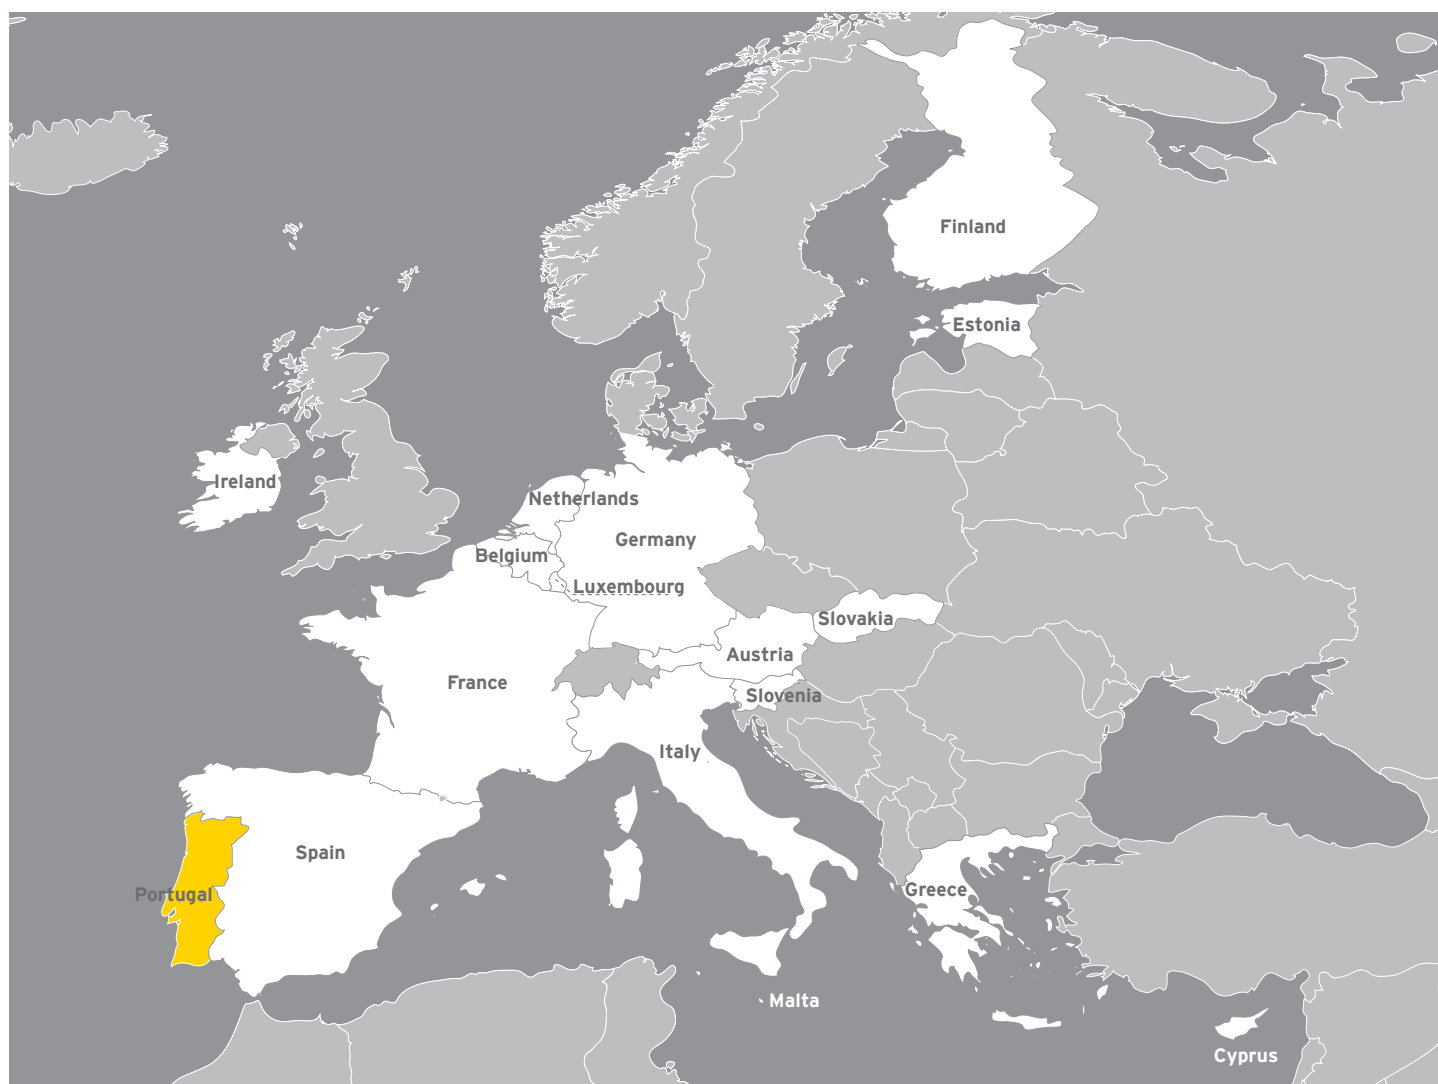 Finland
Estonia
Ireland
Netherlands
Germany
Belgium
Luxembourg
Slovakia
Austria
France
Slovenia
Italy
Spain
Portugal
Greece
Malta
Cyprus